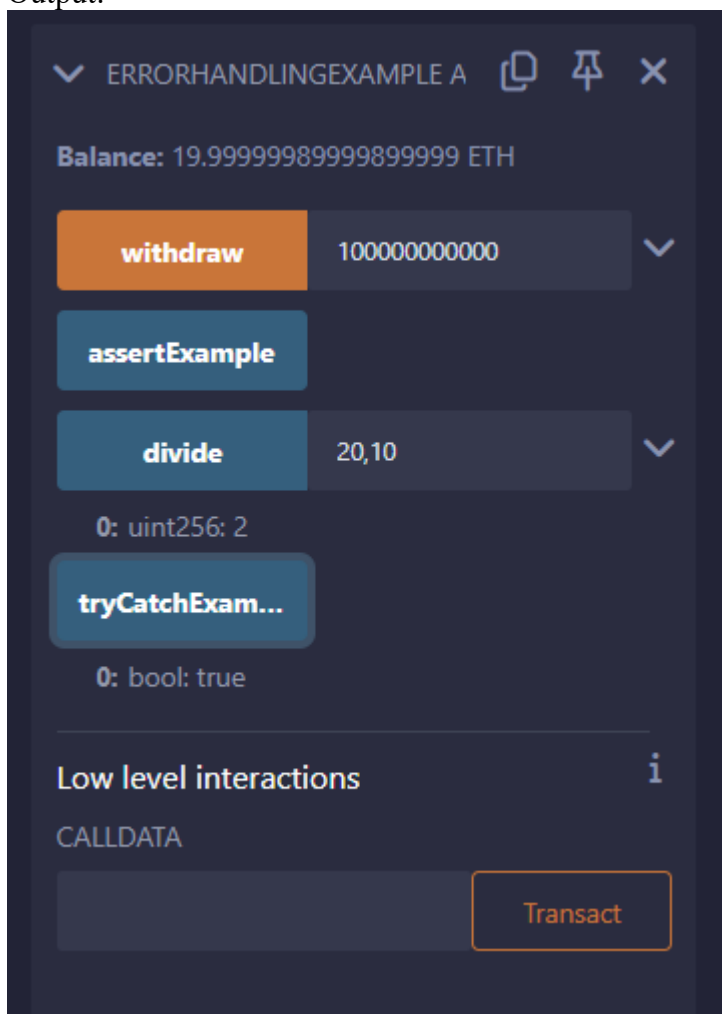 Output:
ERRORHANDLINGEXAMPLE A
Balance: 19.99999989999899999 ETH
withdraw 100000000000
assertExample
divide 20,10
0: uint256: 2
tryCatchExam...
0: bool: true
Low level interactions i
CALLDATA
Transact